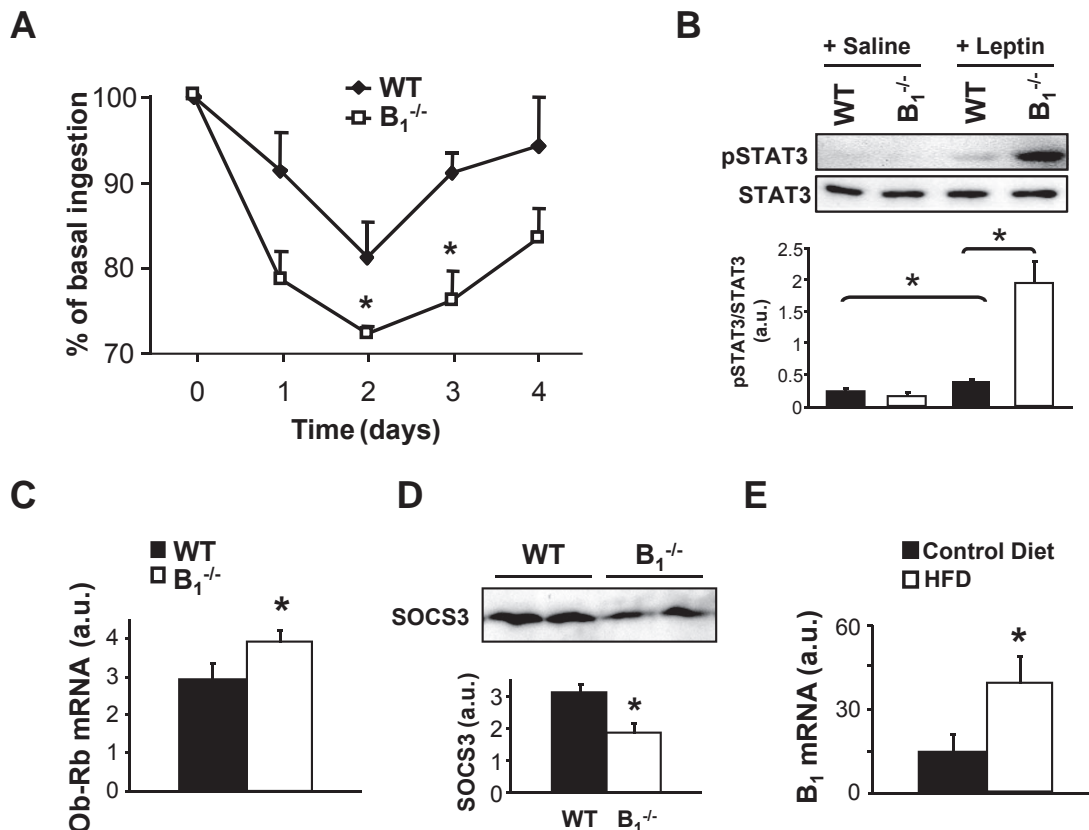 A
WT
B₁⁻/⁻
100
90
80
70
% of basal ingestion
*
*
0 1 2 3 4
Time (days)
B
+ Saline + Leptin
WT B₁⁻/⁻ WT B₁⁻/⁻
pSTAT3
STAT3
2.5
2
1.5
1
0.5
0
pSTAT3/STAT3
(a.u.)
*
*
C
WT
B₁⁻/⁻
*
4
3
2
1
0
Ob-Rb mRNA (a.u.)
D
WT B₁⁻/⁻
SOCS3
3
2
1
0
SOCS3 (a.u.)
*
WT B₁⁻/⁻
E
Control Diet
HFD
60
30
0
B₁ mRNA (a.u.)
*